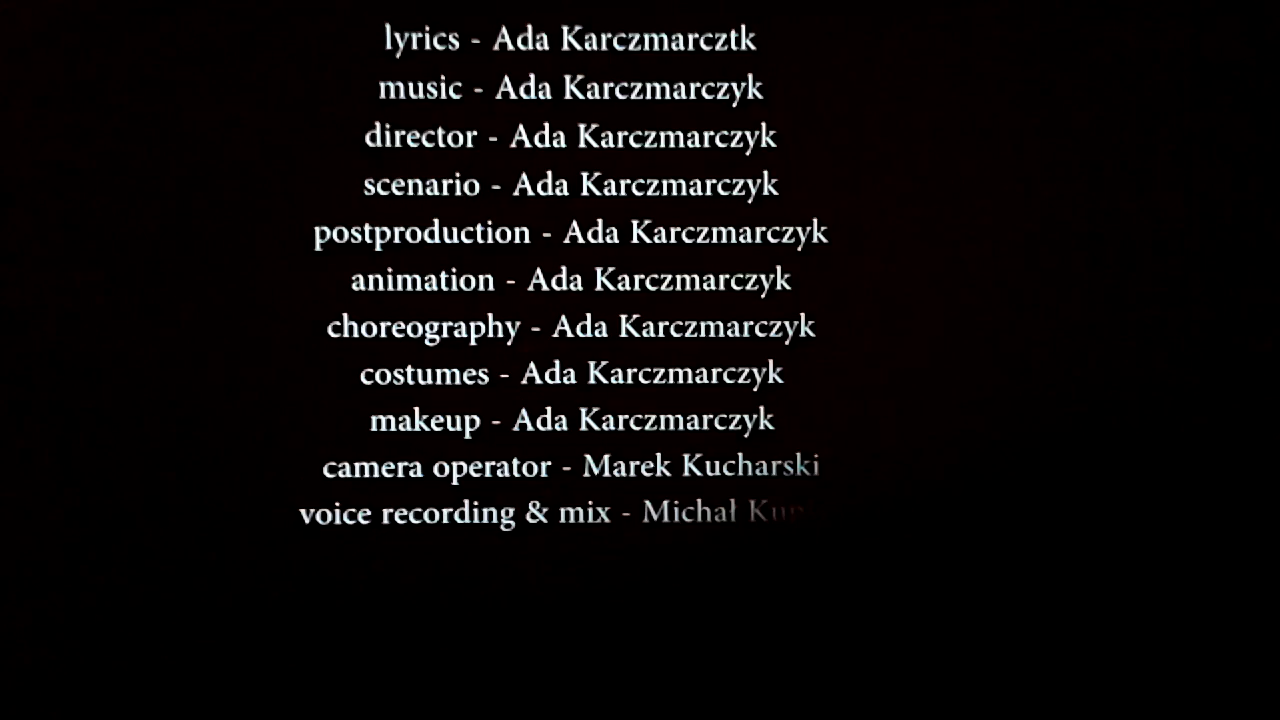 lyrics - Ada Karczmarcztk
music - Ada Karczmarczyk
director - Ada Karczmarczyk
scenario - Ada Karczmarczyk
postproduction - Ada Karczmarczyk
animation - Ada Karczmarczyk
choreography - Ada Karczmarczyk
costumes - Ada Karczmarczyk
makeup - Ada Karczmarczyk
camera operator - Marek Kucharski
voice recording & mix - Michał